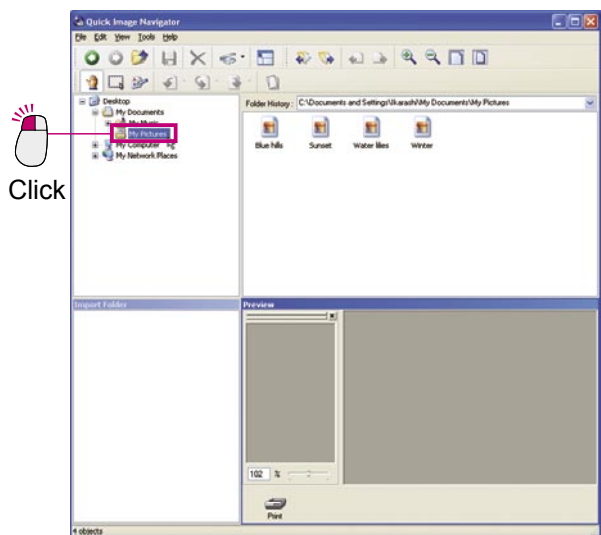 Quick Image Navigator
File Edit View Tools Help
Desktop
My Documents
My Music
My Pictures
My Computer
My Network Places
Click
Folder History : C:\Documents and Settings\Ikarashi\My Documents\My Pictures
Blue hills Sunset Water lilies Winter
Import Folder
Preview
102 %
Print
4 objects